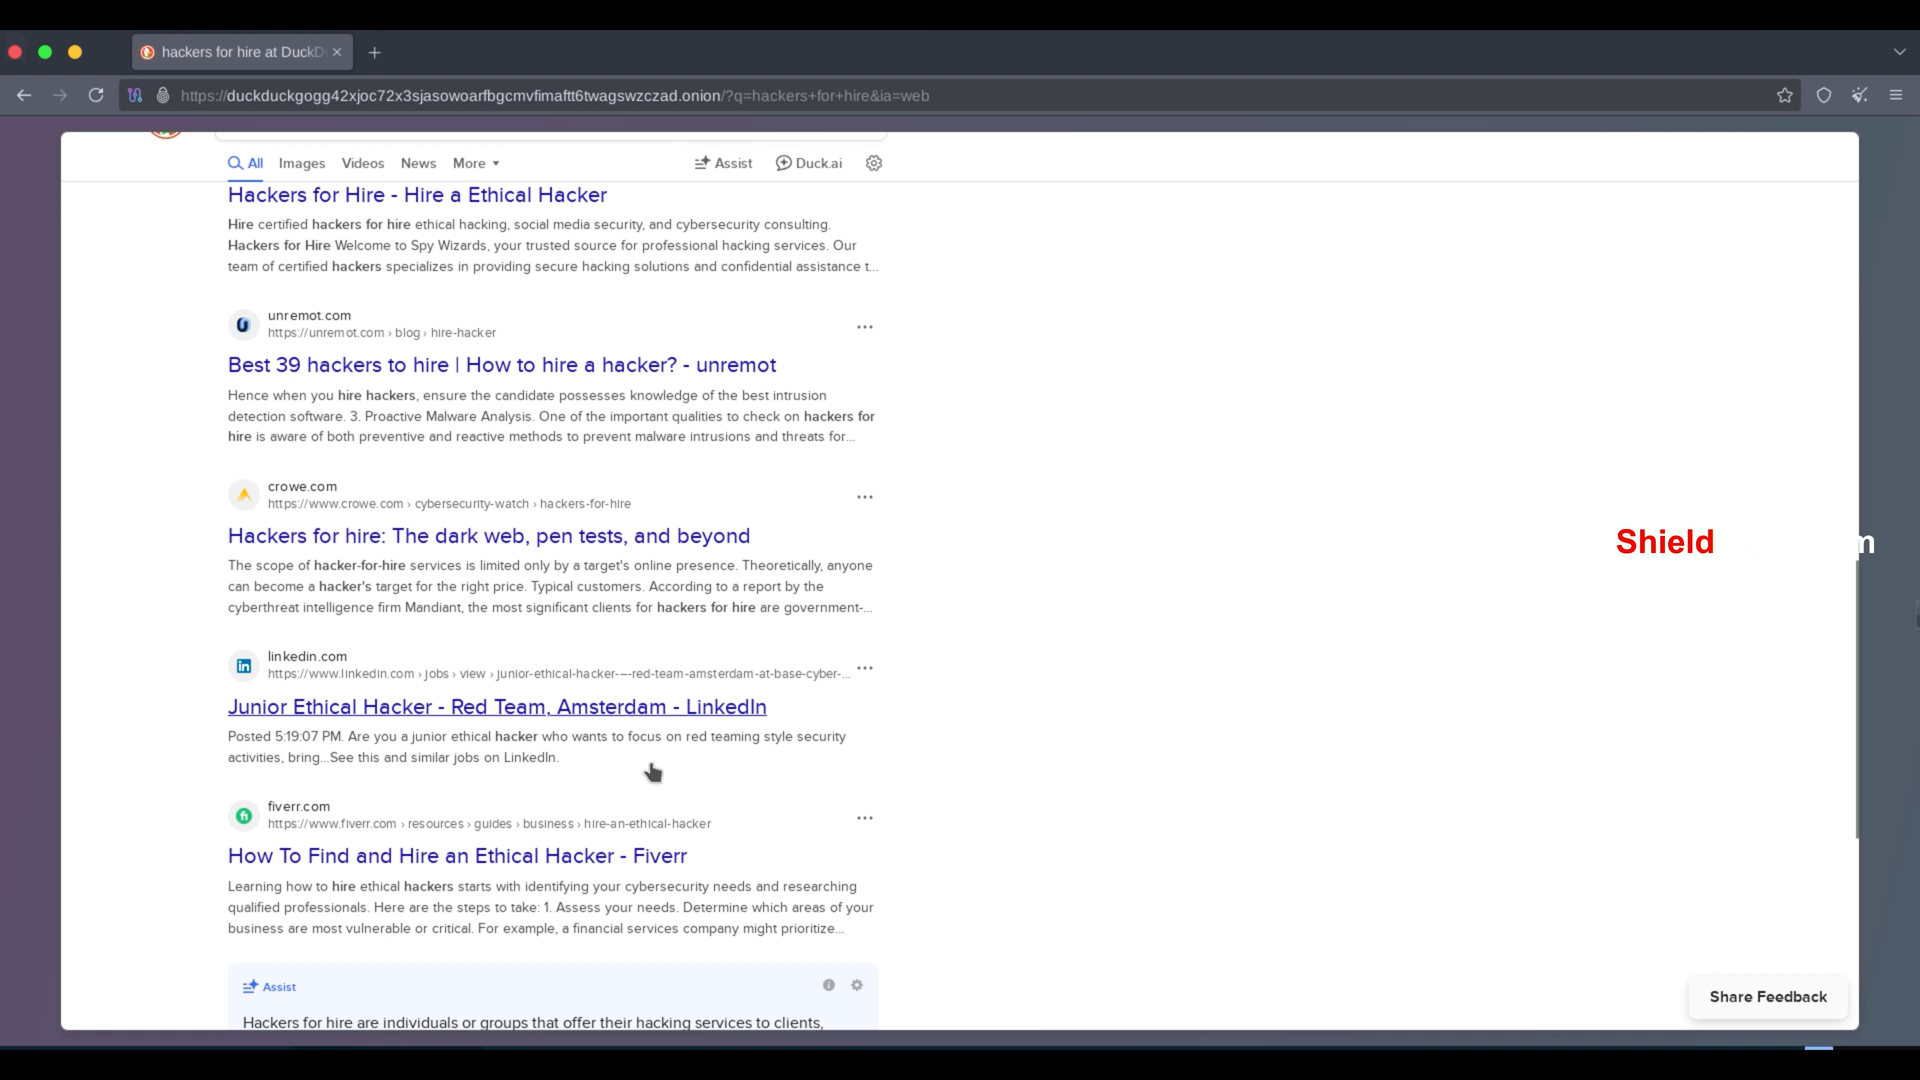 hackers for hire at DuckD
https://duckduckgogg42xjoc72x3sjasowoarfbgcmvfimaftt6twagswzczad.onion/?q=hackers+for+hire&ia=web
All Images Videos News More Assist Duck.ai
Hackers for Hire - Hire a Ethical Hacker
Hire certified hackers for hire ethical hacking, social media security, and cybersecurity consulting.
Hackers for Hire Welcome to Spy Wizards, your trusted source for professional hacking services. Our
team of certified hackers specializes in providing secure hacking solutions and confidential assistance t...
unremot.com
https://unremot.com › blog › hire-hacker
Best 39 hackers to hire | How to hire a hacker? - unremot
Hence when you hire hackers, ensure the candidate possesses knowledge of the best intrusion
detection software. 3. Proactive Malware Analysis. One of the important qualities to check on hackers for
hire is aware of both preventive and reactive methods to prevent malware intrusions and threats for...
crowe.com
https://www.crowe.com › cybersecurity-watch › hackers-for-hire
Hackers for hire: The dark web, pen tests, and beyond
The scope of hacker-for-hire services is limited only by a target's online presence. Theoretically, anyone
can become a hacker's target for the right price. Typical customers. According to a report by the
cyberthreat intelligence firm Mandiant, the most significant clients for hackers for hire are government-...
Shield m
linkedin.com
https://www.linkedin.com › jobs › view › junior-ethical-hacker-—-red-team-amsterdam-at-base-cyber-...
Junior Ethical Hacker - Red Team, Amsterdam - LinkedIn
Posted 5:19:07 PM. Are you a junior ethical hacker who wants to focus on red teaming style security
activities, bring...See this and similar jobs on LinkedIn.
fiverr.com
https://www.fiverr.com › resources › guides › business › hire-an-ethical-hacker
How To Find and Hire an Ethical Hacker - Fiverr
Learning how to hire ethical hackers starts with identifying your cybersecurity needs and researching
qualified professionals. Here are the steps to take: 1. Assess your needs. Determine which areas of your
business are most vulnerable or critical. For example, a financial services company might prioritize...
Assist
Hackers for hire are individuals or groups that offer their hacking services to clients,
Share Feedback